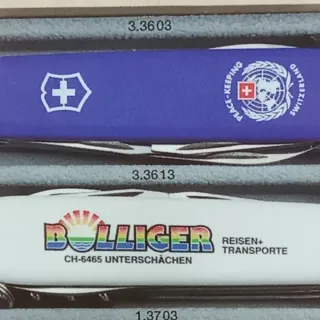 3.3603
PEACE-KEEPING
SWITZERLAND
3.3613
BOLLIGER
REISEN+
TRANSPORTE
CH-6465 UNTERSCHÄCHEN
1.3703